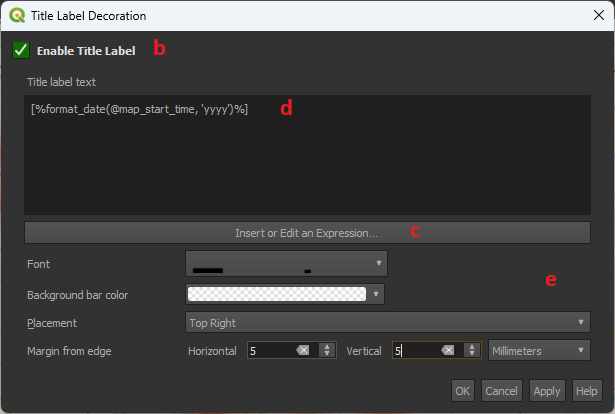 Title Label Decoration
Enable Title Label b
Title label text
[%format_date(@map_start_time, 'yyyy')%] d
Insert or Edit an Expression... c
Font
e
Background bar color
Placement Top Right
Margin from edge Horizontal 5 Vertical 5 Millimeters
OK Cancel Apply Help